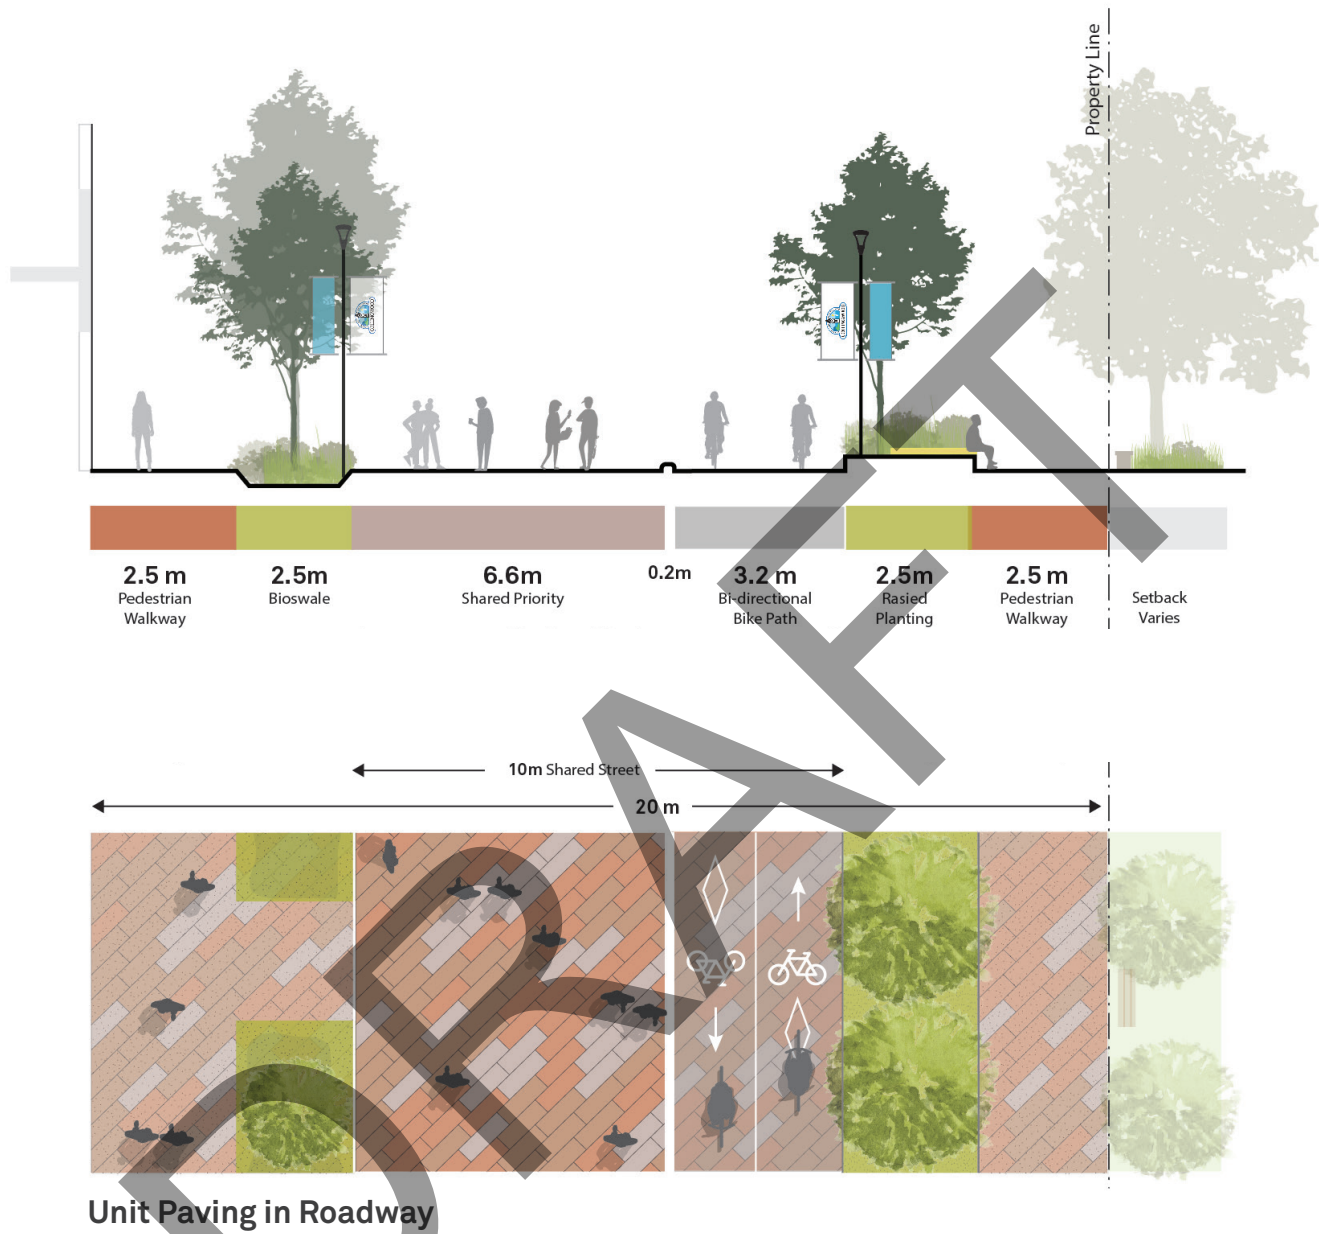 Property Line
COLLINGWOOD
COLLINGWOOD
2.5 m
Pedestrian
Walkway
2.5m
Bioswale
6.6m
Shared Priority
0.2m
3.2 m
Bi-directional
Bike Path
2.5m
Rasied
Planting
2.5 m
Pedestrian
Walkway
Setback
Varies
10m Shared Street
20 m
Unit Paving in Roadway
DRAFT